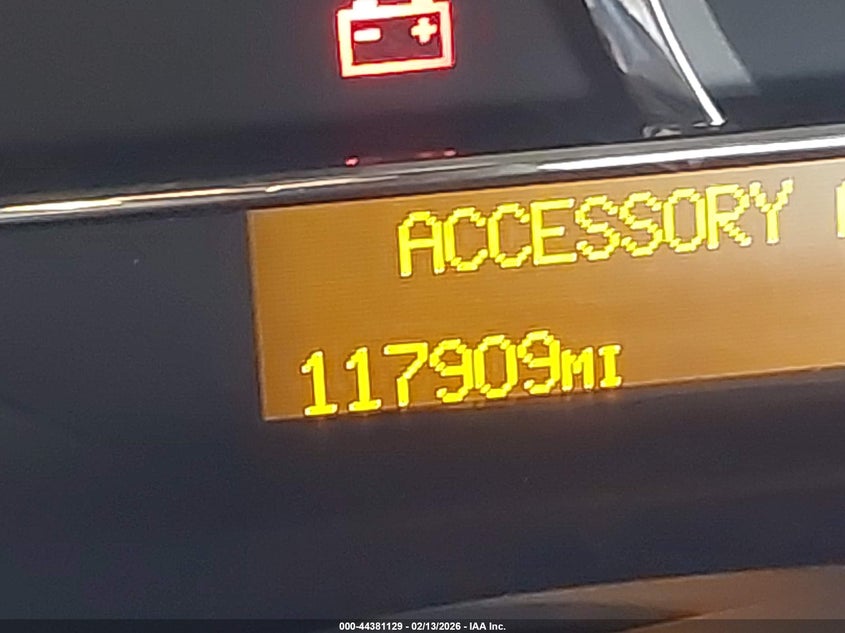 ACCESSORY
117909MI
000-44381129 - 02/13/2026 - IAA Inc.